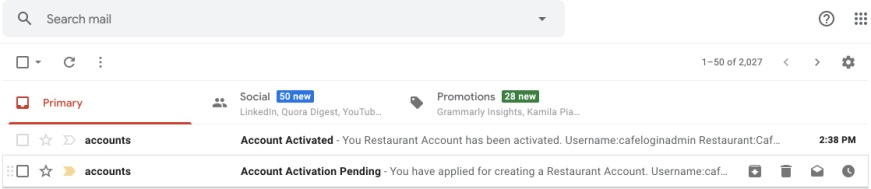 Search mail
1–50 of 2,027
Primary
Social 50 new
LinkedIn, Quora Digest, YouTub...
Promotions 28 new
Grammarly Insights, Kamila Pia...
accounts Account Activated - You Restaurant Account has been activated. Username:cafeloginadmin Restaurant:Caf... 2:38 PM
accounts Account Activation Pending - You have applied for creating a Restaurant Account. Username:caf...